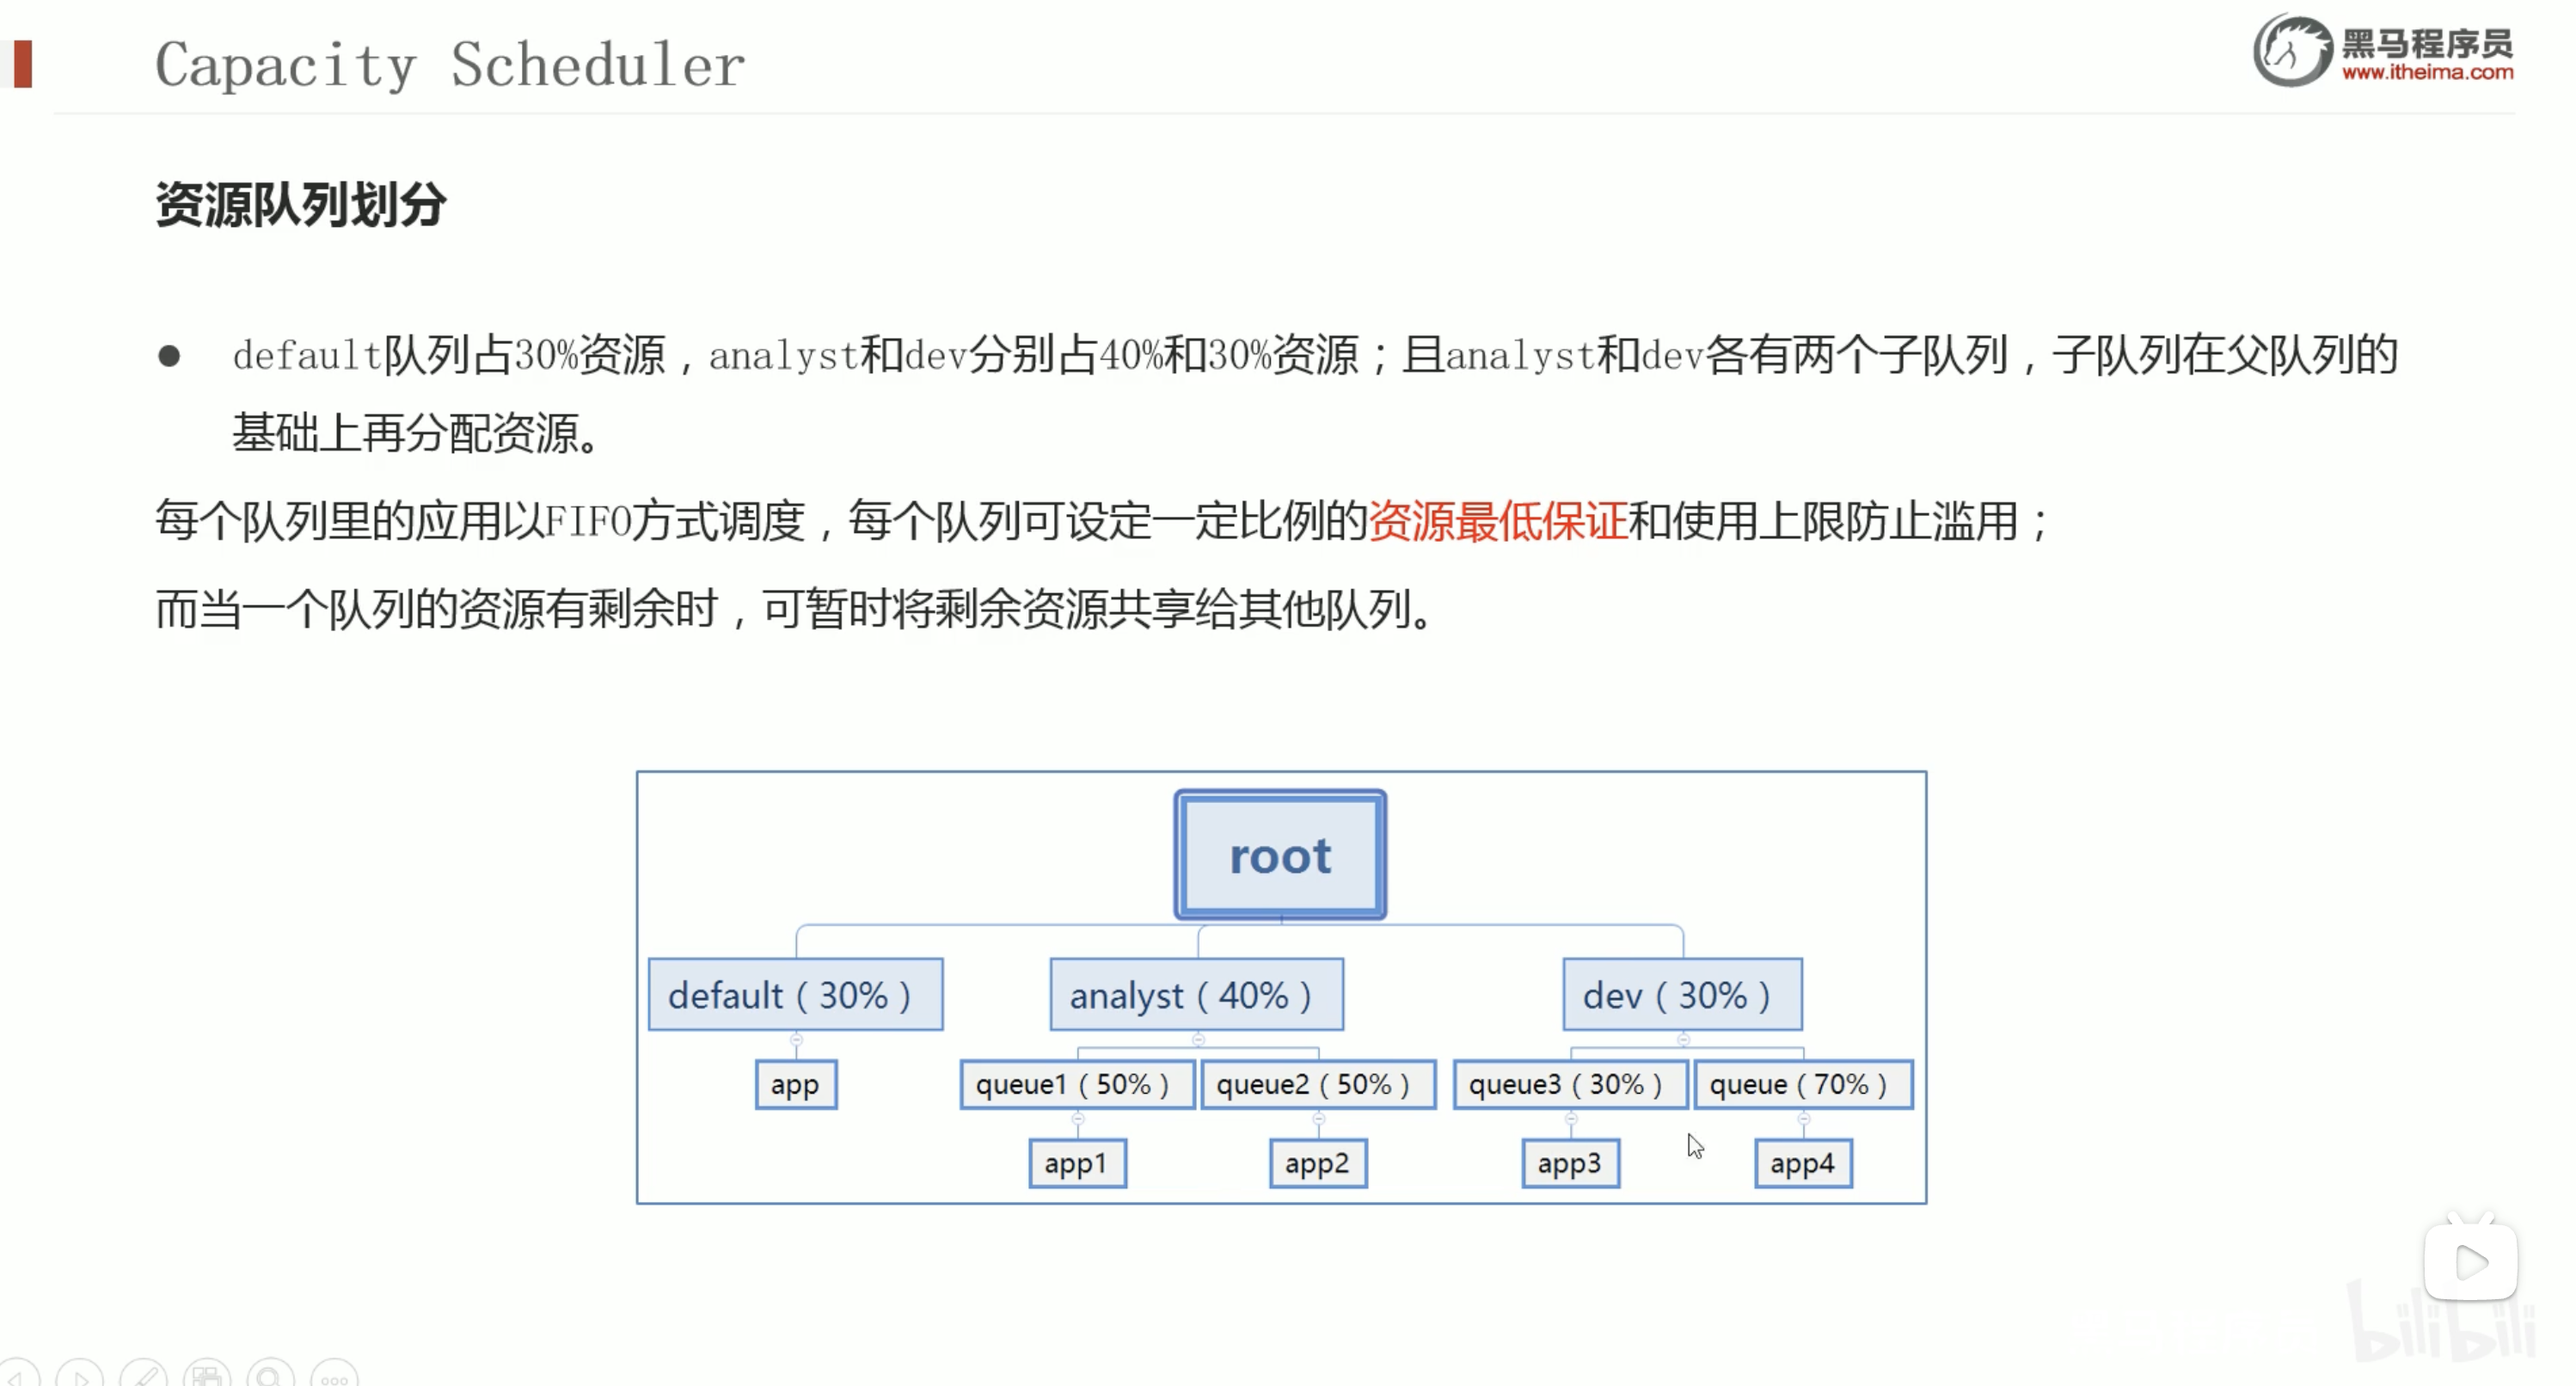 Capacity Scheduler
黑马程序员
www.itheima.com
资源队列划分
● default队列占30%资源，analyst和dev分别占40%和30%资源；且analyst和dev各有两个子队列，子队列在父队列的
基础上再分配资源。
每个队列里的应用以FIFO方式调度，每个队列可设定一定比例的资源最低保证和使用上限防止滥用；
而当一个队列的资源有剩余时，可暂时将剩余资源共享给其他队列。
root
default（30%） analyst（40%） dev（30%）
app queue1（50%） queue2（50%） queue3（30%） queue（70%）
app1 app2 app3 app4
bilibili